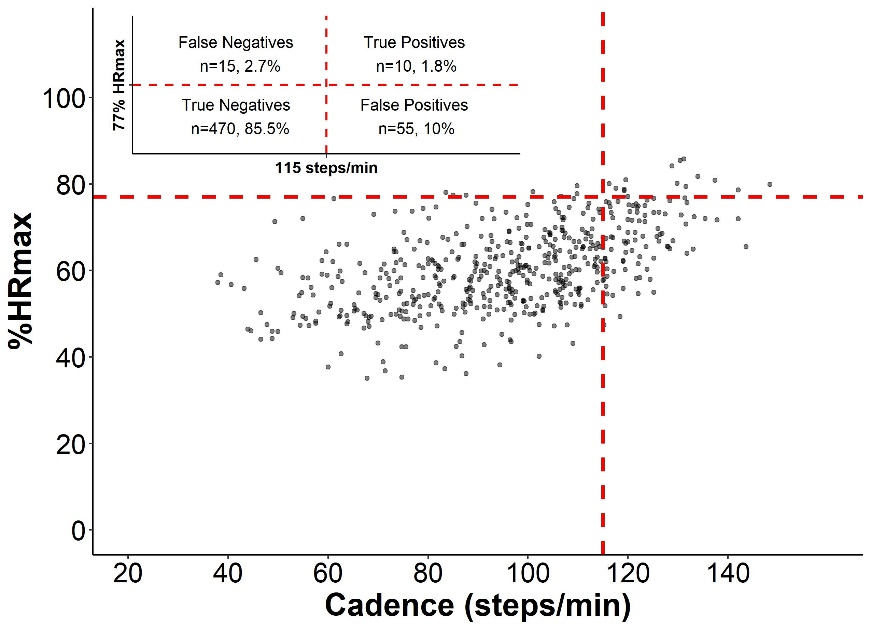 False Negatives
n=15, 2.7%
True Positives
n=10, 1.8%
True Negatives
n=470, 85.5%
False Positives
n=55, 10%
77% HRmax
115 steps/min
%HRmax
100
80
60
40
20
0
20 40 60 80 100 120 140
Cadence (steps/min)